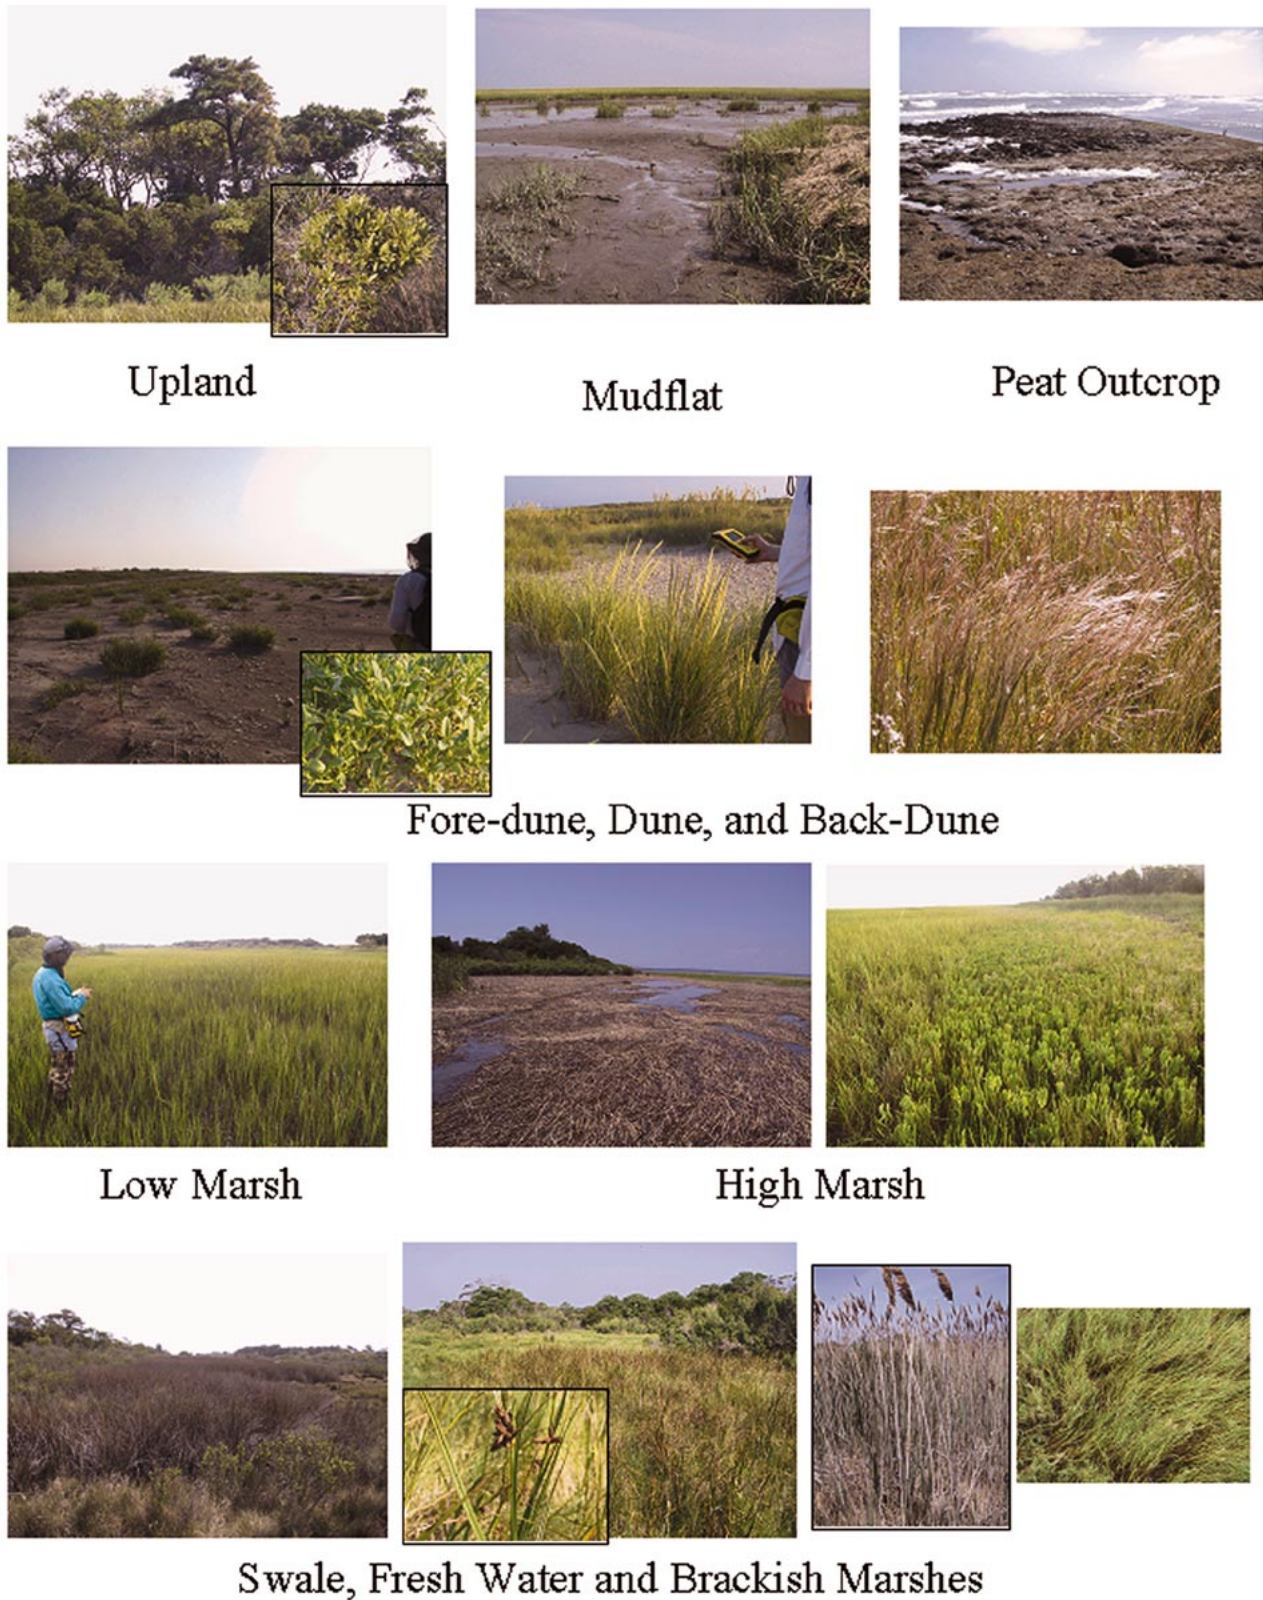 Upland
Mudflat
Peat Outcrop
Fore-dune, Dune, and Back-Dune
Low Marsh
High Marsh
Swale, Fresh Water and Brackish Marshes